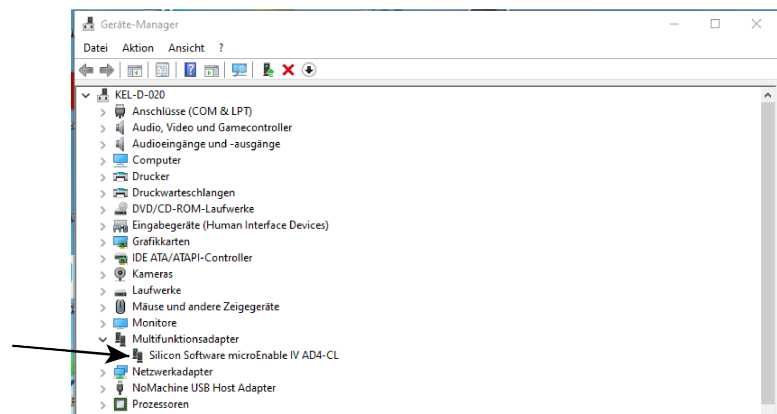 Geräte-Manager
Datei Aktion Ansicht ?
KEL-D-020
Anschlüsse (COM & LPT)
Audio, Video und Gamecontroller
Audioeingänge und -ausgänge
Computer
Drucker
Druckwarteschlangen
DVD/CD-ROM-Laufwerke
Eingabegeräte (Human Interface Devices)
Grafikkarten
IDE ATA/ATAPI-Controller
Kameras
Laufwerke
Mäuse und andere Zeigegeräte
Monitore
Multifunktionsadapter
Silicon Software microEnable IV AD4-CL
Netzwerkadapter
NoMachine USB Host Adapter
Prozessoren